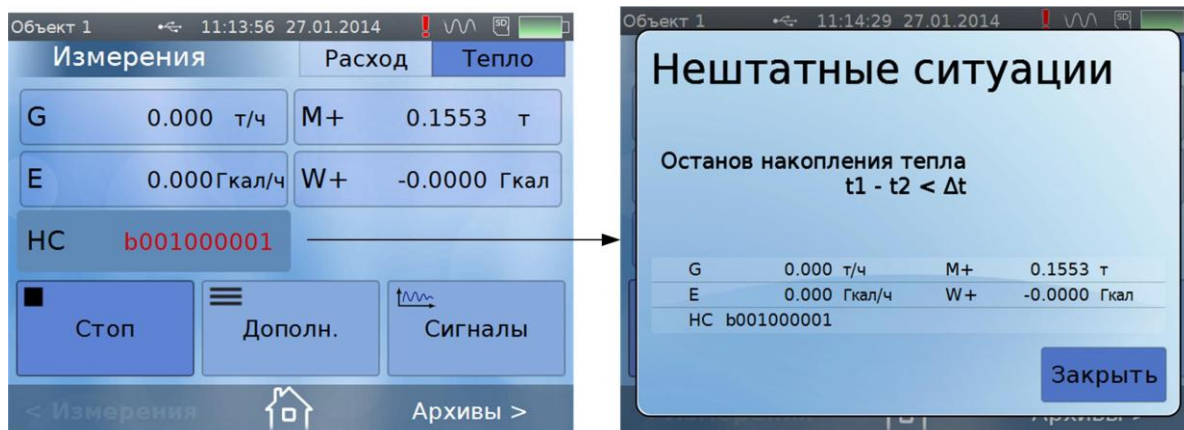 Объект 1 11:13:56 27.01.2014 SD
Измерения Расход Тепло
G 0.000 т/ч M+ 0.1553 т
E 0.000 Гкал/ч W+ -0.0000 Гкал
НС b001000001
Стоп Дополн. Сигналы
< Измерения Архивы >
Объект 1 11:14:29 27.01.2014 SD
Нештатные ситуации
Останов накопления тепла
t1 - t2 < Δt
G 0.000 т/ч M+ 0.1553 т
E 0.000 Гкал/ч W+ -0.0000 Гкал
НС b001000001
Закрыть